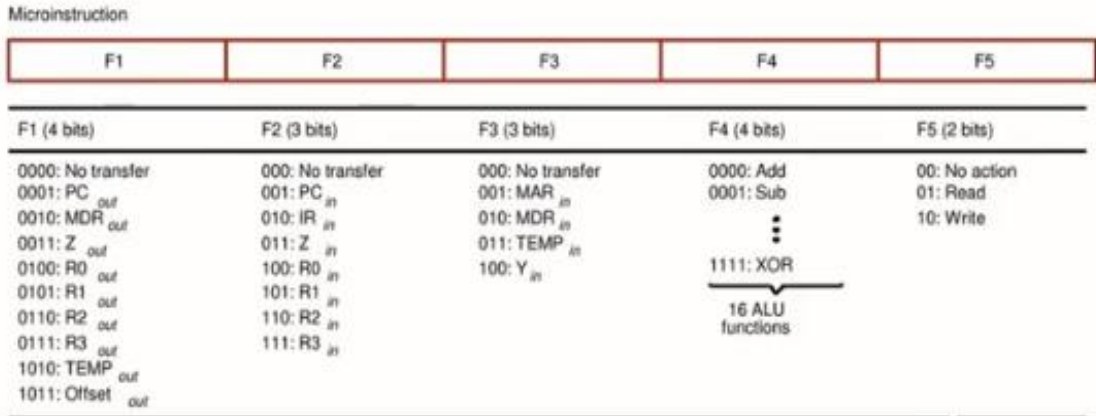 Microinstruction
F1 F2 F3 F4 F5
F1 (4 bits) F2 (3 bits) F3 (3 bits) F4 (4 bits) F5 (2 bits)
0000: No transfer 000: No transfer 000: No transfer 0000: Add 00: No action
0001: PC out 001: PC in 001: MAR in 0001: Sub 01: Read
0010: MDR out 010: IR in 010: MDR in 10: Write
0011: Z out 011: Z in 011: TEMP in
0100: R0 out 100: R0 in 100: Y in 1111: XOR
0101: R1 out 101: R1 in
0110: R2 out 110: R2 in 16 ALU
0111: R3 out 111: R3 in functions
1010: TEMP out
1011: Offset out